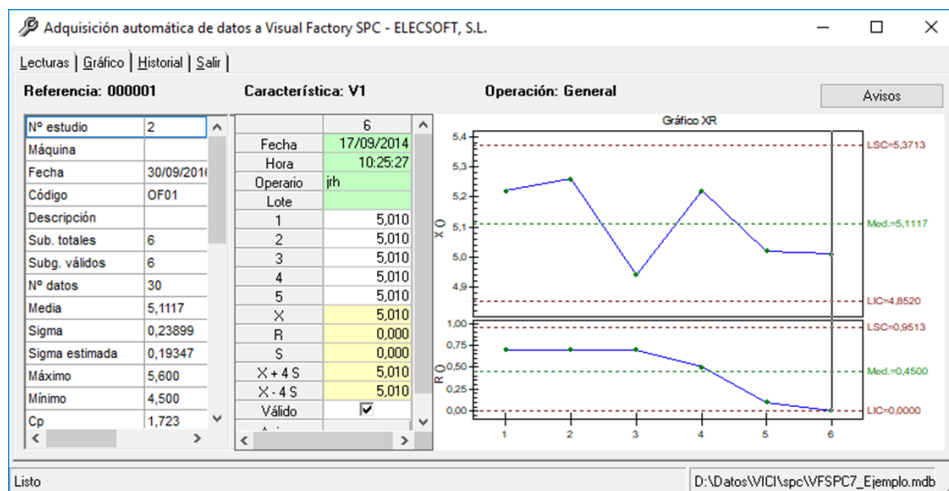 Adquisición automática de datos a Visual Factory SPC - ELECSOFT, S.L.
Lecturas Gráfico Historial Salir
Referencia: 000001 Característica: V1 Operación: General Avisos
Nº estudio 2
Máquina
Fecha 30/09/201
Código OF01
Descripción
Sub. totales 6
Subg. válidos 6
Nº datos 30
Media 5,1117
Sigma 0,23899
Sigma estimada 0,19347
Máximo 5,600
Mínimo 4,500
Cp 1,723
6
Fecha 17/09/2014
Hora 10:25:27
Operario jrh
Lote
1 5,010
2 5,010
3 5,010
4 5,010
5 5,010
X 5,010
R 0,000
S 0,000
X + 4 S 5,010
X - 4 S 5,010
Válido
Gráfico XR
X ()
5,4
5,3
5,2
5,1
5,0
4,9
LSC=5,3713
Med.=5,1117
LIC=4,8520
R ()
1,00
0,75
0,50
0,25
0,00
LSC=0,9513
Med.=0,4500
LIC=0,0000
1 2 3 4 5 6
Listo D:\Datos\VICI\spc\VFSPC7_Ejemplo.mdb